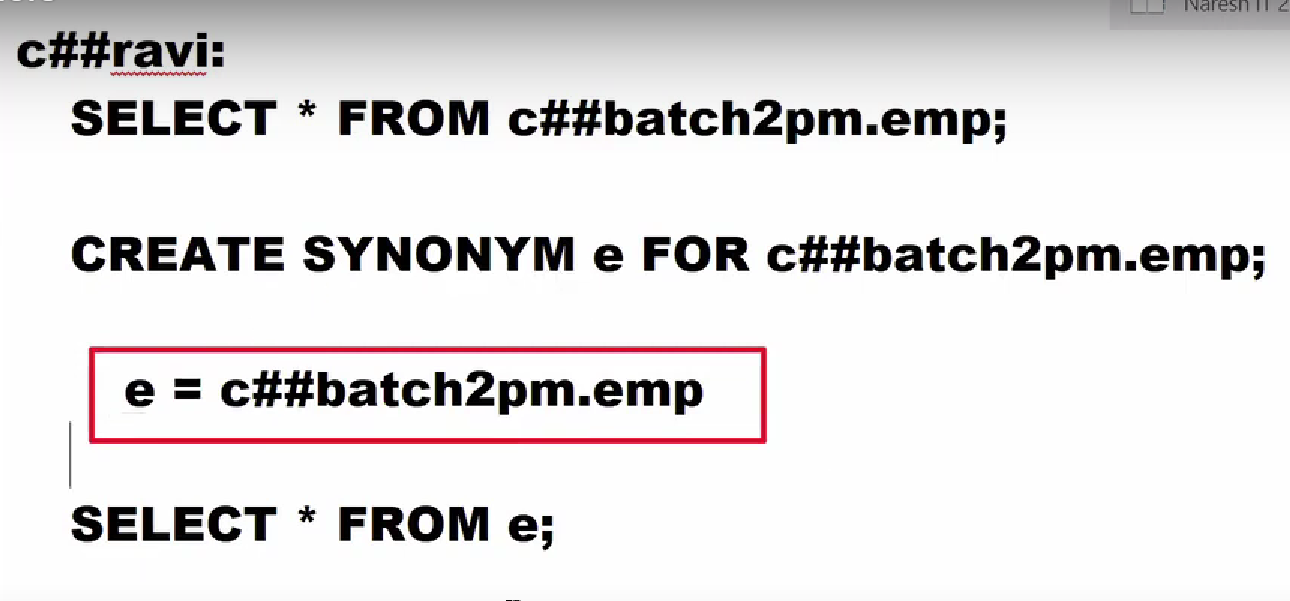 Naresh IT 2
c##ravi:
SELECT * FROM c##batch2pm.emp;
CREATE SYNONYM e FOR c##batch2pm.emp;
e = c##batch2pm.emp
SELECT * FROM e;